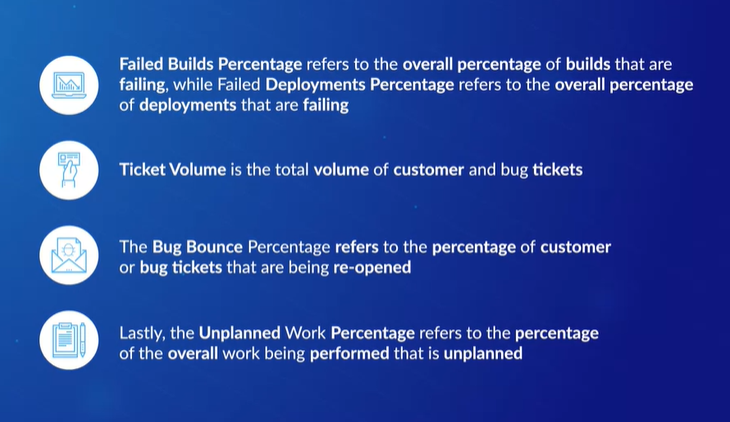 Failed Builds Percentage refers to the overall percentage of builds that are
failing, while Failed Deployments Percentage refers to the overall percentage
of deployments that are failing
Ticket Volume is the total volume of customer and bug tickets
The Bug Bounce Percentage refers to the percentage of customer
or bug tickets that are being re-opened
Lastly, the Unplanned Work Percentage refers to the percentage
of the overall work being performed that is unplanned